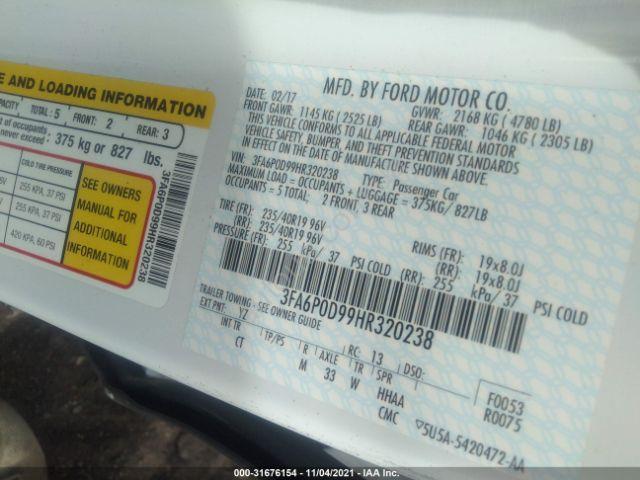 E AND LOADING INFORMATION
PACITY TOTAL: 5 FRONT: 2 REAR: 3
t of occupants
never exceed : 375 kg or 827 lbs.
COLD TIRE PRESSURE
255 KPA, 37 PSI
255 KPA, 37 PSI
420 KPA, 60 PSI
SEE OWNERS
MANUAL FOR
ADDITIONAL
INFORMATION
3FA6P0D99HR320238
MFD. BY FORD MOTOR CO.
DATE: 02/17 GVWR: 2168 KG ( 4780 LB)
FRONT GAWR: 1145 KG ( 2525 LB) REAR GAWR: 1046 KG ( 2305 LB)
THIS VEHICLE CONFORMS TO ALL APPLICABLE FEDERAL MOTOR
VEHICLE SAFETY, BUMPER, AND THEFT PREVENTION STANDARDS
IN EFFECT ON THE DATE OF MANUFACTURE SHOWN ABOVE.
VIN: 3FA6P0D99HR320238 TYPE: Passenger Car
MAXIMUM LOAD = OCCUPANTS + LUGGAGE = 375KG/ 827LB
OCCUPANTS = 5 TOTAL: 2 FRONT, 3 REAR
TIRE (FR): 235/40R19 96V RIMS (FR): 19x8.0J
(RR): 235/40R19 96V (RR): 19x8.0J
PRESSURE (FR): 255 kPa/ 37 PSI COLD (RR): 255 kPa/ 37 PSI COLD
3FA6P0D99HR320238
TRAILER TOWING - SEE OWNER GUIDE
EXT PNT: YZ RC: 13 DSO: F0053
INT TR TP/PS R AXLE TR SPR R0075
CT M 33 W HHAA
CMC 5U5A-5420472-AA
000-31676154 - 11/04/2021 - IAA Inc.